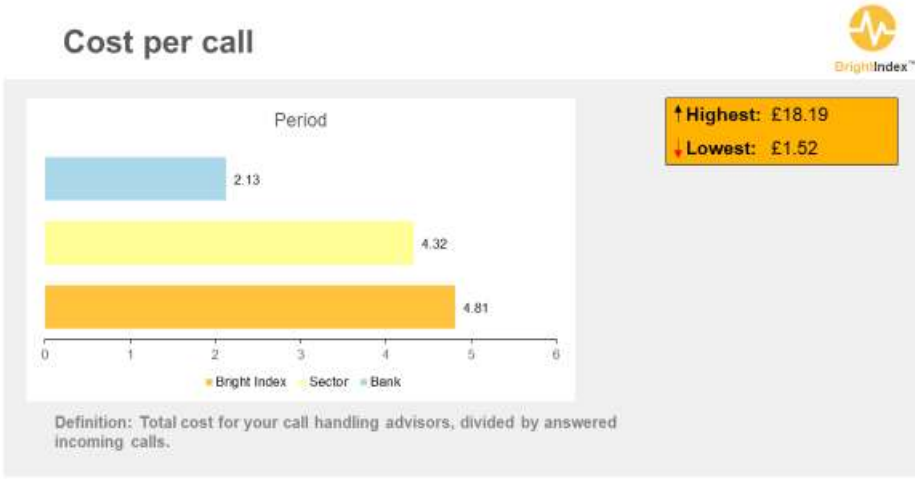 Cost per call
BrightIndex™
Period
↑ Highest: £18.19
↓ Lowest: £1.52
2.13
4.32
4.81
0 1 2 3 4 5 6
Bright Index Sector Bank
Definition: Total cost for your call handling advisors, divided by answered
incoming calls.